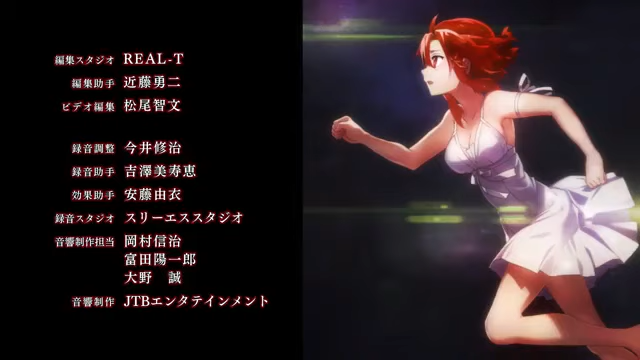 編集スタジオ REAL-T
編集助手 近藤勇二
ビデオ編集 松尾智文
録音調整 今井修治
録音助手 吉澤美寿恵
効果助手 安藤由衣
録音スタジオ スリーエススタジオ
音響制作担当 岡村信治
富田陽一郎
大野　誠
音響制作 JTBエンタテインメント